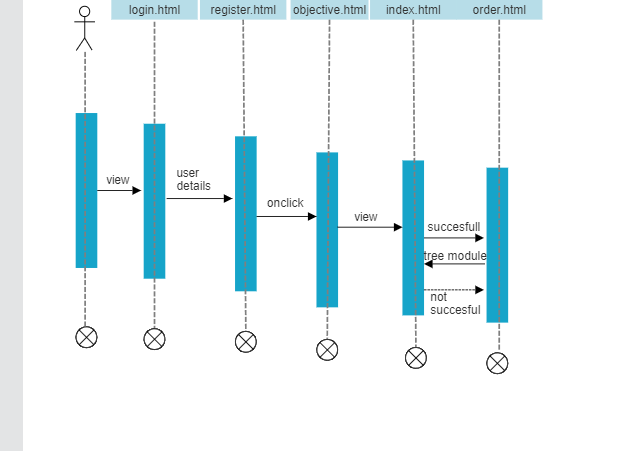 login.html register.html objective.html index.html order.html
view
user
details
onclick
view
succesfull
tree module
not
succesful